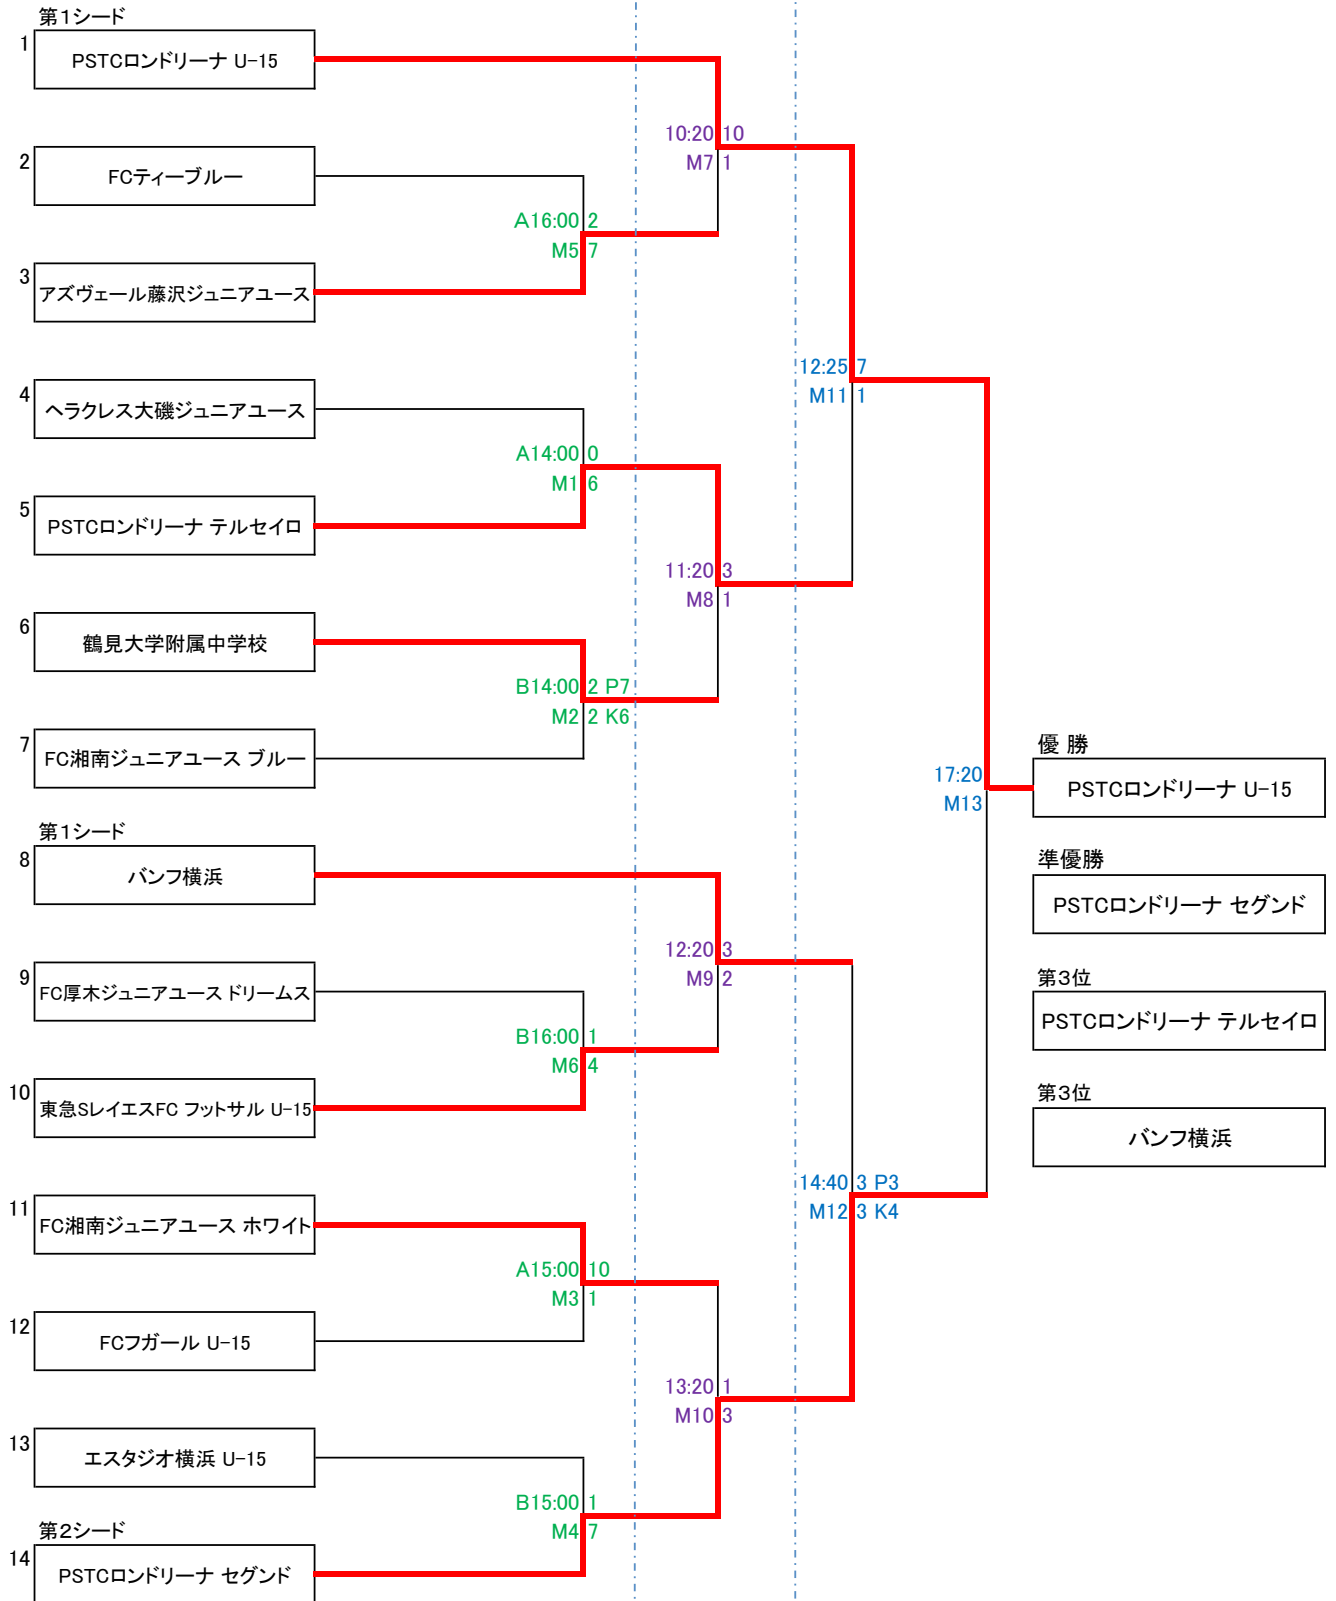 第1シード
1
PSTCロンドリーナ U-15
10:20 10
M7 1
2
FCティーブルー
A16:00 2
M5 7
3
アズヴェール藤沢ジュニアユース
12:25 7
M11 1
4
ヘラクレス大磯ジュニアユース
A14:00 0
M1 6
5
PSTCロンドリーナ テルセイロ
11:20 3
M8 1
6
鶴見大学附属中学校
B14:00 2 P7
M2 2 K6
7
FC湘南ジュニアユース ブルー
優 勝
17:20
PSTCロンドリーナ U-15
M13
第1シード
8
バンフ横浜
準優勝
PSTCロンドリーナ セグンド
12:20 3
M9 2
9
FC厚木ジュニアユースドリームス
第3位
PSTCロンドリーナ テルセイロ
B16:00 1
M6 4
10
東急SレイエスFC フットサル U-15
第3位
バンフ横浜
14:40 3 P3
M12 3 K4
11
FC湘南ジュニアユース ホワイト
A15:00 10
M3 1
12
FCフガール U-15
13:20 1
M10 3
13
エスタジオ横浜 U-15
B15:00 1
M4 7
第2シード
14
PSTCロンドリーナ セグンド